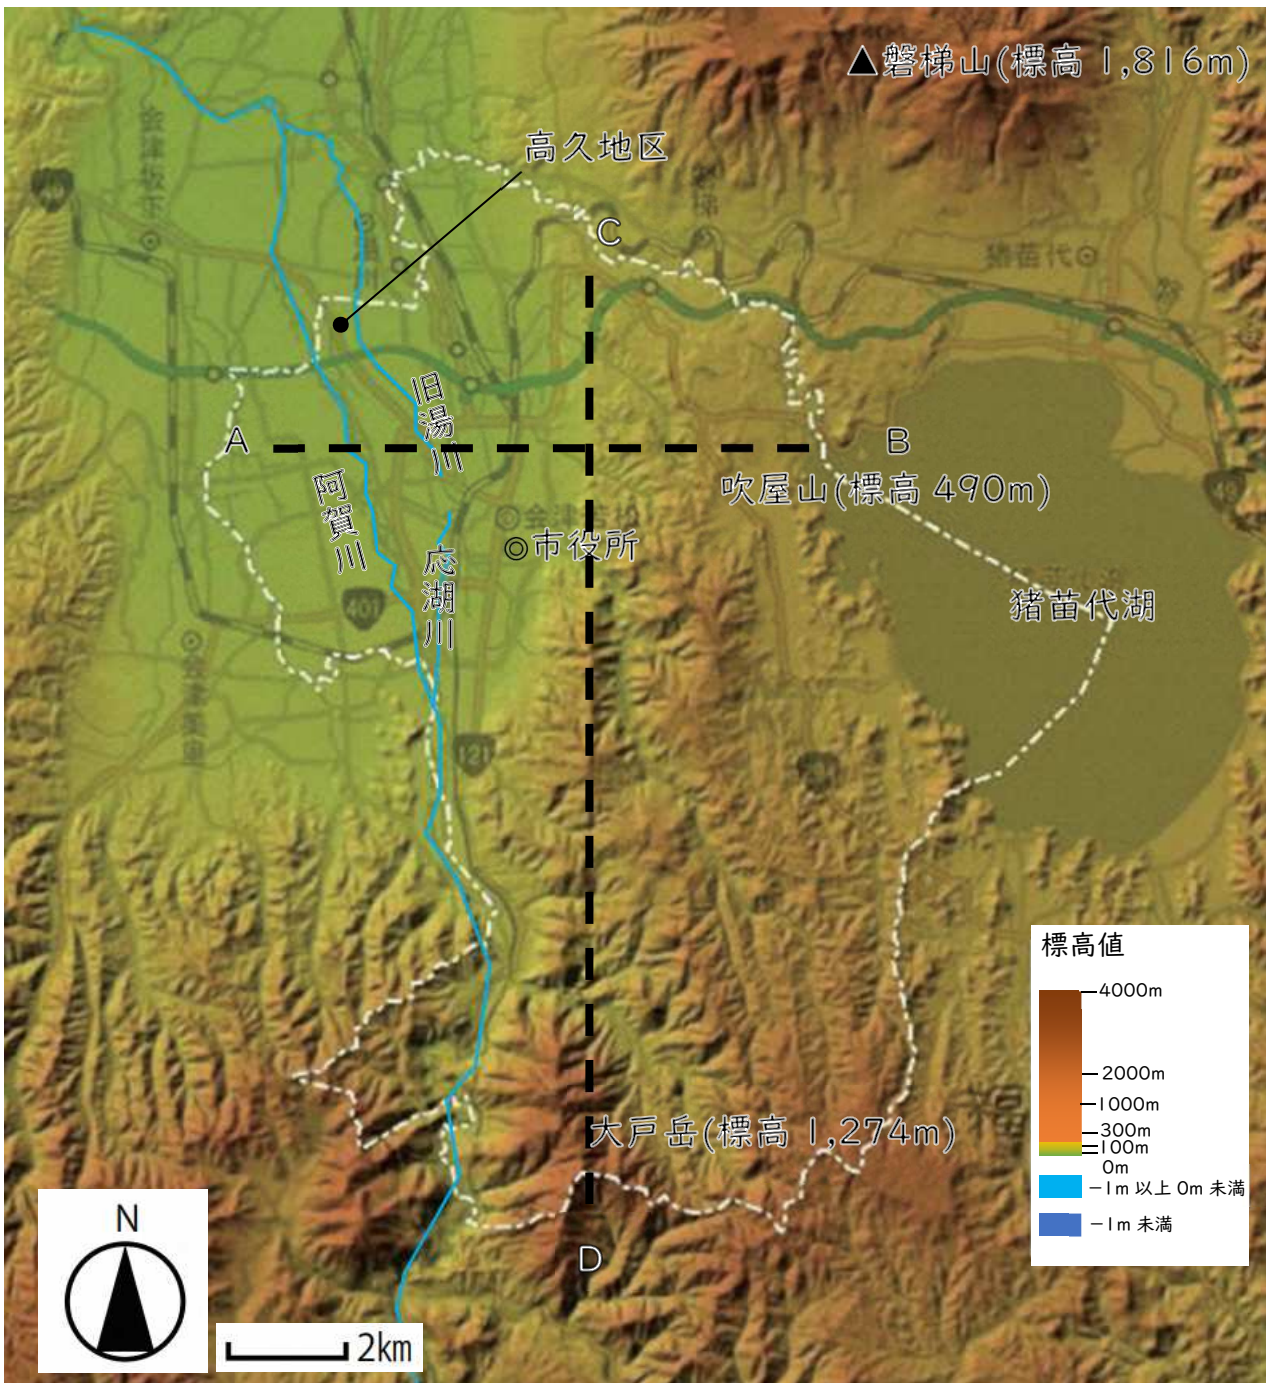 ▲磐梯山(標高 1,816m)
高久地区
C
猪苗代◎
旧湯川
A
B
吹屋山(標高 490m)
49
阿賀川
◎市役所
応湖川
401
猪苗代湖
121
標高値
4000m
2000m
1000m
300m
100m
0m
－1m 以上 0m 未満
－1m 未満
大戸岳(標高 1,274m)
N
D
2km